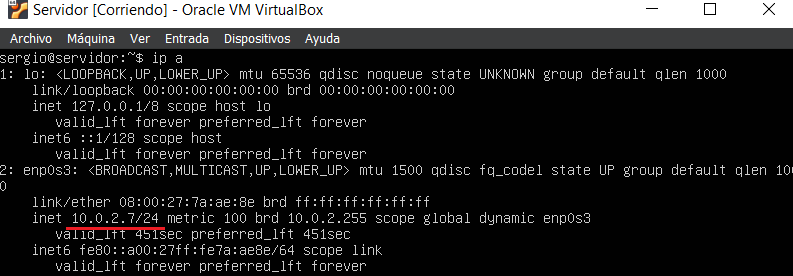 Servidor [Corriendo] - Oracle VM VirtualBox
Archivo Máquina Ver Entrada Dispositivos Ayuda
sergio@servidor:~$ ip a
1: lo: <LOOPBACK,UP,LOWER_UP> mtu 65536 qdisc noqueue state UNKNOWN group default qlen 1000
link/loopback 00:00:00:00:00:00 brd 00:00:00:00:00:00
inet 127.0.0.1/8 scope host lo
valid_lft forever preferred_lft forever
inet6 ::1/128 scope host
valid_lft forever preferred_lft forever
2: enp0s3: <BROADCAST,MULTICAST,UP,LOWER_UP> mtu 1500 qdisc fq_codel state UP group default qlen 100
0
link/ether 08:00:27:7a:ae:8e brd ff:ff:ff:ff:ff:ff
inet 10.0.2.7/24 metric 100 brd 10.0.2.255 scope global dynamic enp0s3
valid_lft 451sec preferred_lft 451sec
inet6 fe80::a00:27ff:fe7a:ae8e/64 scope link
valid_lft forever preferred_lft forever